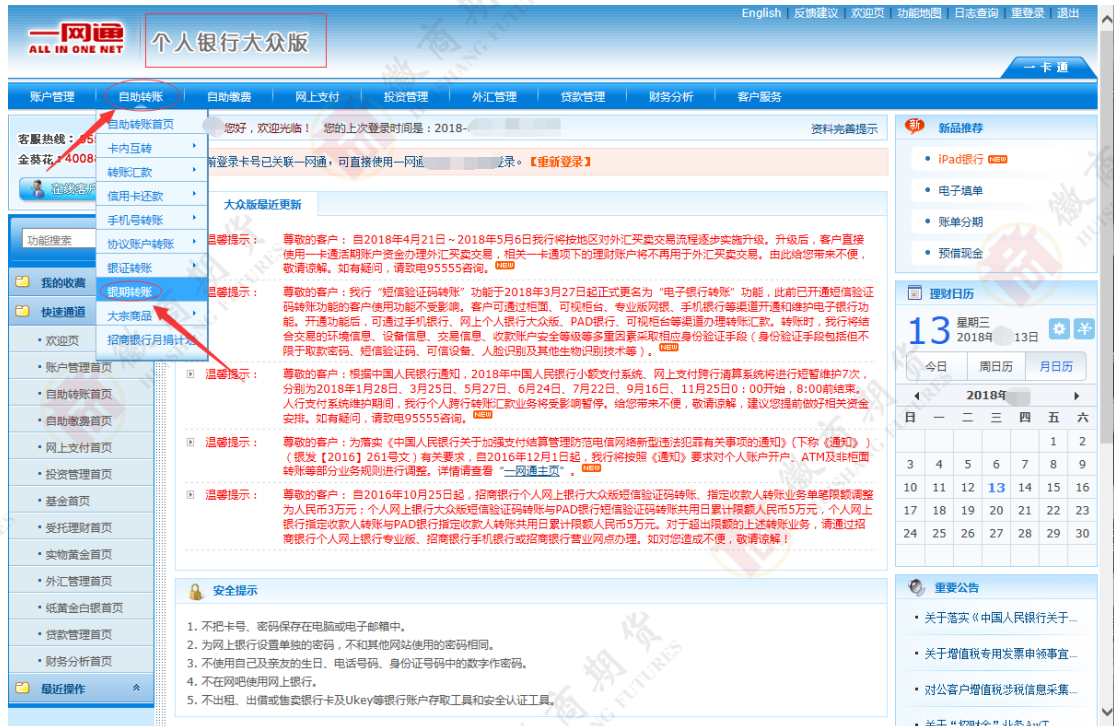 English | 反馈建议 | 欢迎页 | 功能地图 | 日志查询 | 重登录 | 退出
一网通
ALL IN ONE NET
个人银行大众版
一卡通
账户管理 自助转账 自助缴费 网上支付 投资管理 外汇管理 贷款管理 财务分析 客户服务
客服热线：
金葵花：4008
在线客户
功能搜索
我的收藏
快速通道
欢迎页
账户管理首页
自助转账首页
自助缴费首页
网上支付首页
投资管理首页
基金首页
受托理财首页
实物黄金首页
外汇管理首页
纸黄金白银首页
贷款管理首页
财务分析首页
最近操作
自助转账首页
卡内互转
转账汇款
信用卡还款
手机号转账
协议账户转账
银证转账
银期转账
大宗商品
招商银行月捐计划
您好，欢迎光临！ 您的上次登录时间是：2018-
资料完善提示
前登录卡号已关联一网通，可直接使用一网通 登录。【重新登录】
大众版最近更新
温馨提示：
尊敬的客户： 自2018年4月21日～2018年5月6日我行将按地区对外汇买卖交易流程逐步实施升级。升级后，客户直接
使用一卡通活期账户资金办理外汇买卖交易，相关一卡通项下的理财账户将不再用于外汇买卖交易。由此给您带来不便，
敬请谅解。如有疑问，请致电95555咨询。NEW
温馨提示：
尊敬的客户：我行“短信验证码转账”功能于2018年3月27日起正式更名为“电子银行转账”功能，此前已开通短信验证
码转账功能的客户使用功能不受影响。客户可通过柜面、可视柜台、专业版网银、手机银行等渠道开通和维护电子银行功
能。开通功能后，可通过手机银行、网上个人银行大众版、PAD银行、可视柜台等渠道办理转账汇款。转账时，我行将结
合交易的环境信息、设备信息、交易信息、收款账户安全等级等多重因素采取相应身份验证手段（身份验证手段包括但不
限于取款密码、短信验证码、可信设备、人脸识别及其他生物识别技术等）。NEW
温馨提示：
尊敬的客户：根据中国人民银行通知，2018年中国人民银行小额支付系统、网上支付跨行清算系统将进行短暂维护7次，
分别为2018年1月28日、3月25日、5月27日、6月24日、7月22日、9月16日、11月25日0：00开始，8:00前结束。
人行支付系统维护期间，我行个人跨行转账汇款业务将受影响暂停。给您带来不便，敬请谅解，建议您提前做好相关资金
安排。如有疑问，请致电95555咨询。NEW
温馨提示：
尊敬的客户：为落实《中国人民银行关于加强支付结算管理防范电信网络新型违法犯罪有关事项的通知》（下称《通知》）
（银发【2016】261号文）有关要求，自2016年12月1日起，我行将按照《通知》要求对个人账户开户、ATM及非柜面
转账等部分业务规则进行调整。详情请查看“一网通主页”。NEW
温馨提示：
尊敬的客户： 自2016年10月25日起，招商银行个人网上银行大众版短信验证码转账、指定收款人转账业务单笔限额调整
为人民币3万元；个人网上银行大众版短信验证码转账与PAD银行短信验证码转账共用日累计限额人民币5万元，个人网上
银行指定收款人转账与PAD银行指定收款人转账共用日累计限额人民币5万元。对于超出限额的上述转账业务，请通过招
商银行个人网上银行专业版、招商银行手机银行或招商银行营业网点办理。如对您造成不便，敬请谅解！
安全提示
1. 不把卡号、密码保存在电脑或电子邮箱中。
2. 为网上银行设置单独的密码，不和其他网站使用的密码相同。
3. 不使用自己及亲友的生日、电话号码、身份证号码中的数字作密码。
4. 不在网吧使用网上银行。
5. 不出租、出借或售卖银行卡及Ukey等银行账户存取工具和安全认证工具。
新 新品推荐
iPad银行 NEW
电子填单
账单分期
预借现金
理财日历
13 星期三
2018年 13日
今日 周日历 月日历
2018年
日 一 二 三 四 五 六
1 2
3 4 5 6 7 8 9
10 11 12 13 14 15 16
17 18 19 20 21 22 23
24 25 26 27 28 29 30
重要公告
关于落实《中国人民银行关于...
关于增值税专用发票申领事宜...
对公客户增值税涉税信息采集...
徽商期货
HUISHANG FUTURES